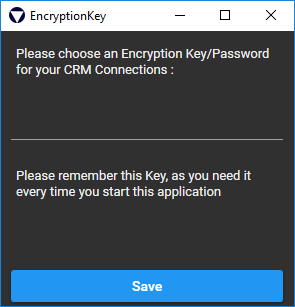 EncryptionKey
Please choose an Encryption Key/Password
for your CRM Connections :
Please remember this Key, as you need it
every time you start this application
Save